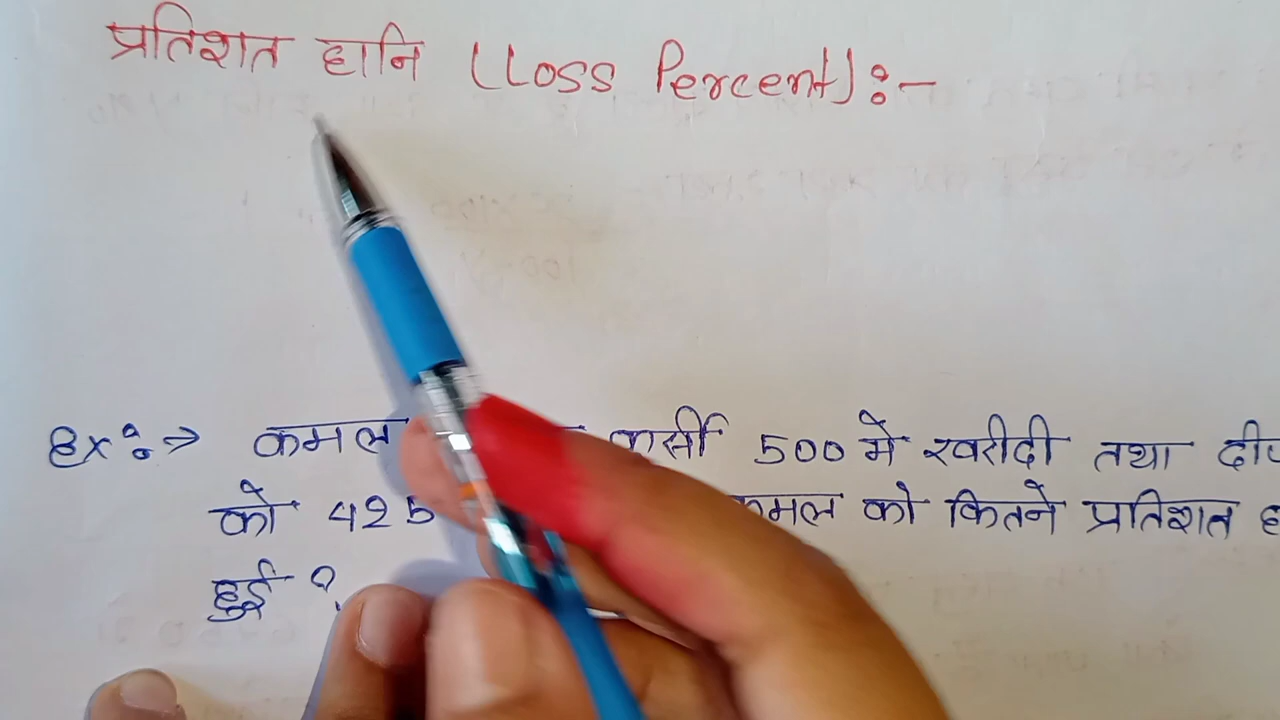 प्रतिशत हानि (Loss Percent):-
Ex:⇒ कमल कुर्सी 500 में खरीदी तथा
को 425 कमल को कितने प्रतिशत
हुई ?